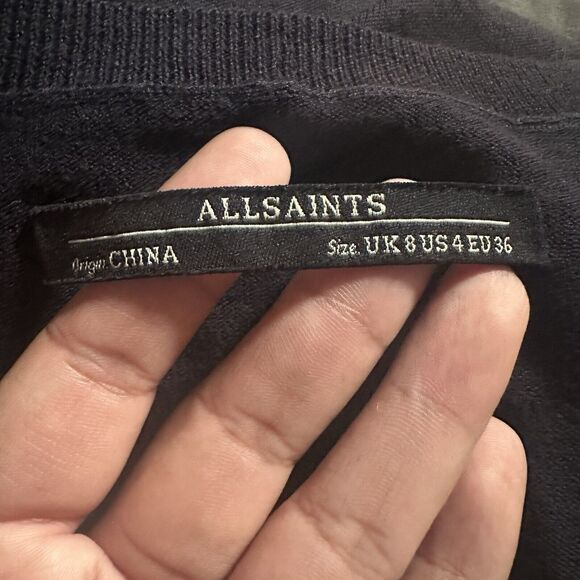 ALLSAINTS
Origin. CHINA Size. UK 8 US 4 EU 36